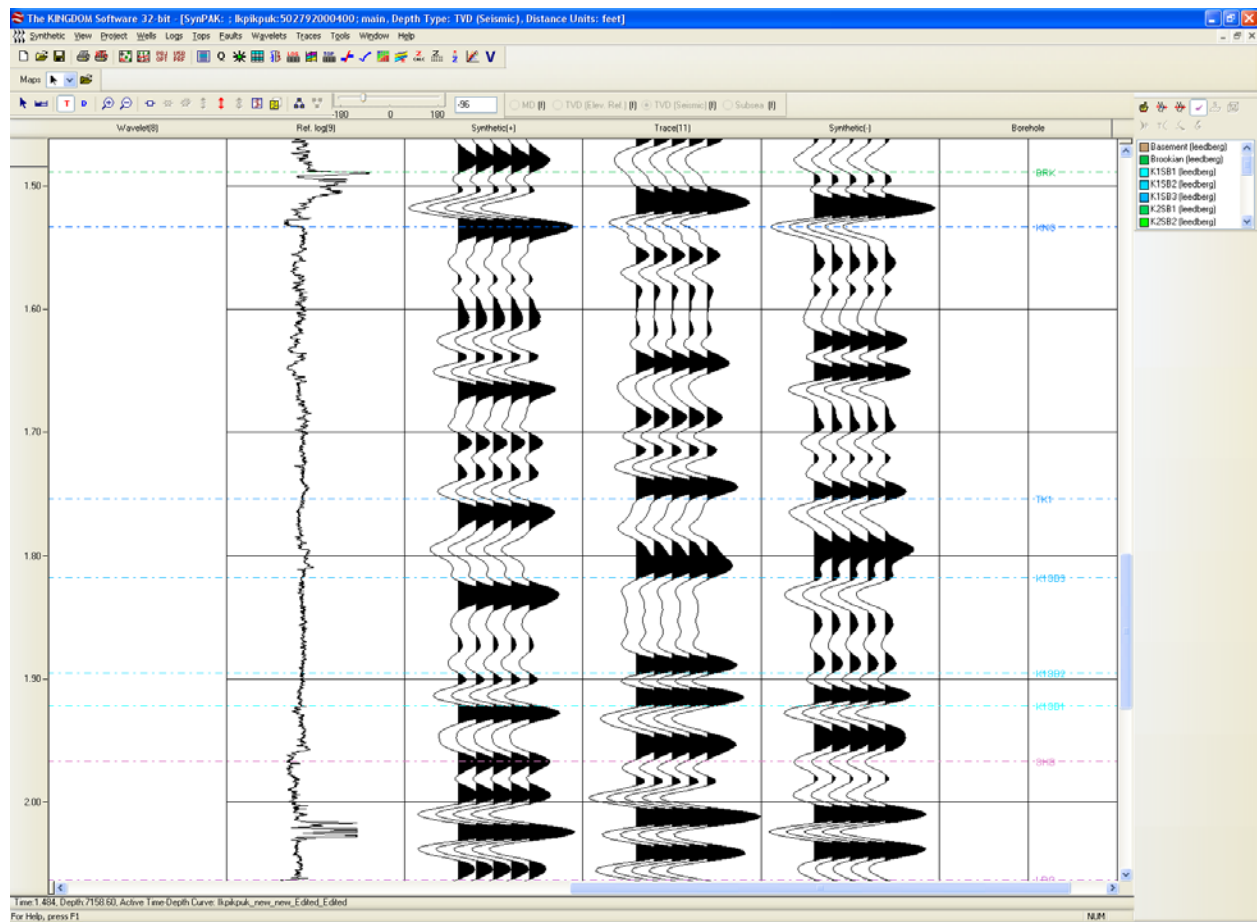 The KINGDOM Software 32-bit - [SynPAK: ; Ikpikpuk:502792000400; main, Depth Type: TVD (Seismic), Distance Units: feet]
Synthetic View Project Wells Logs Tops Faults Wavelets Traces Tools Window Help
Maps
T D -180 0 180 -96 MD (I) TVD (Elev. Ref.) (I) TVD (Seismic) (I) Subsea (I)
Wavelet(8) Ref. log(9) Synthetic(+) Trace(11) Synthetic(-) Borehole
Basement (leedberg)
Brookian (leedberg)
K1SB1 (leedberg)
K1SB2 (leedberg)
K1SB3 (leedberg)
K2SB1 (leedberg)
K2SB2 (leedberg)
BRK
1.50
1.60
1.70
TK1
1.80
1.90
2.00
Time:1.484, Depth:7158.60, Active Time-Depth Curve: Ikpikpuk_new_new_Edited_Edited
For Help, press F1
NUM